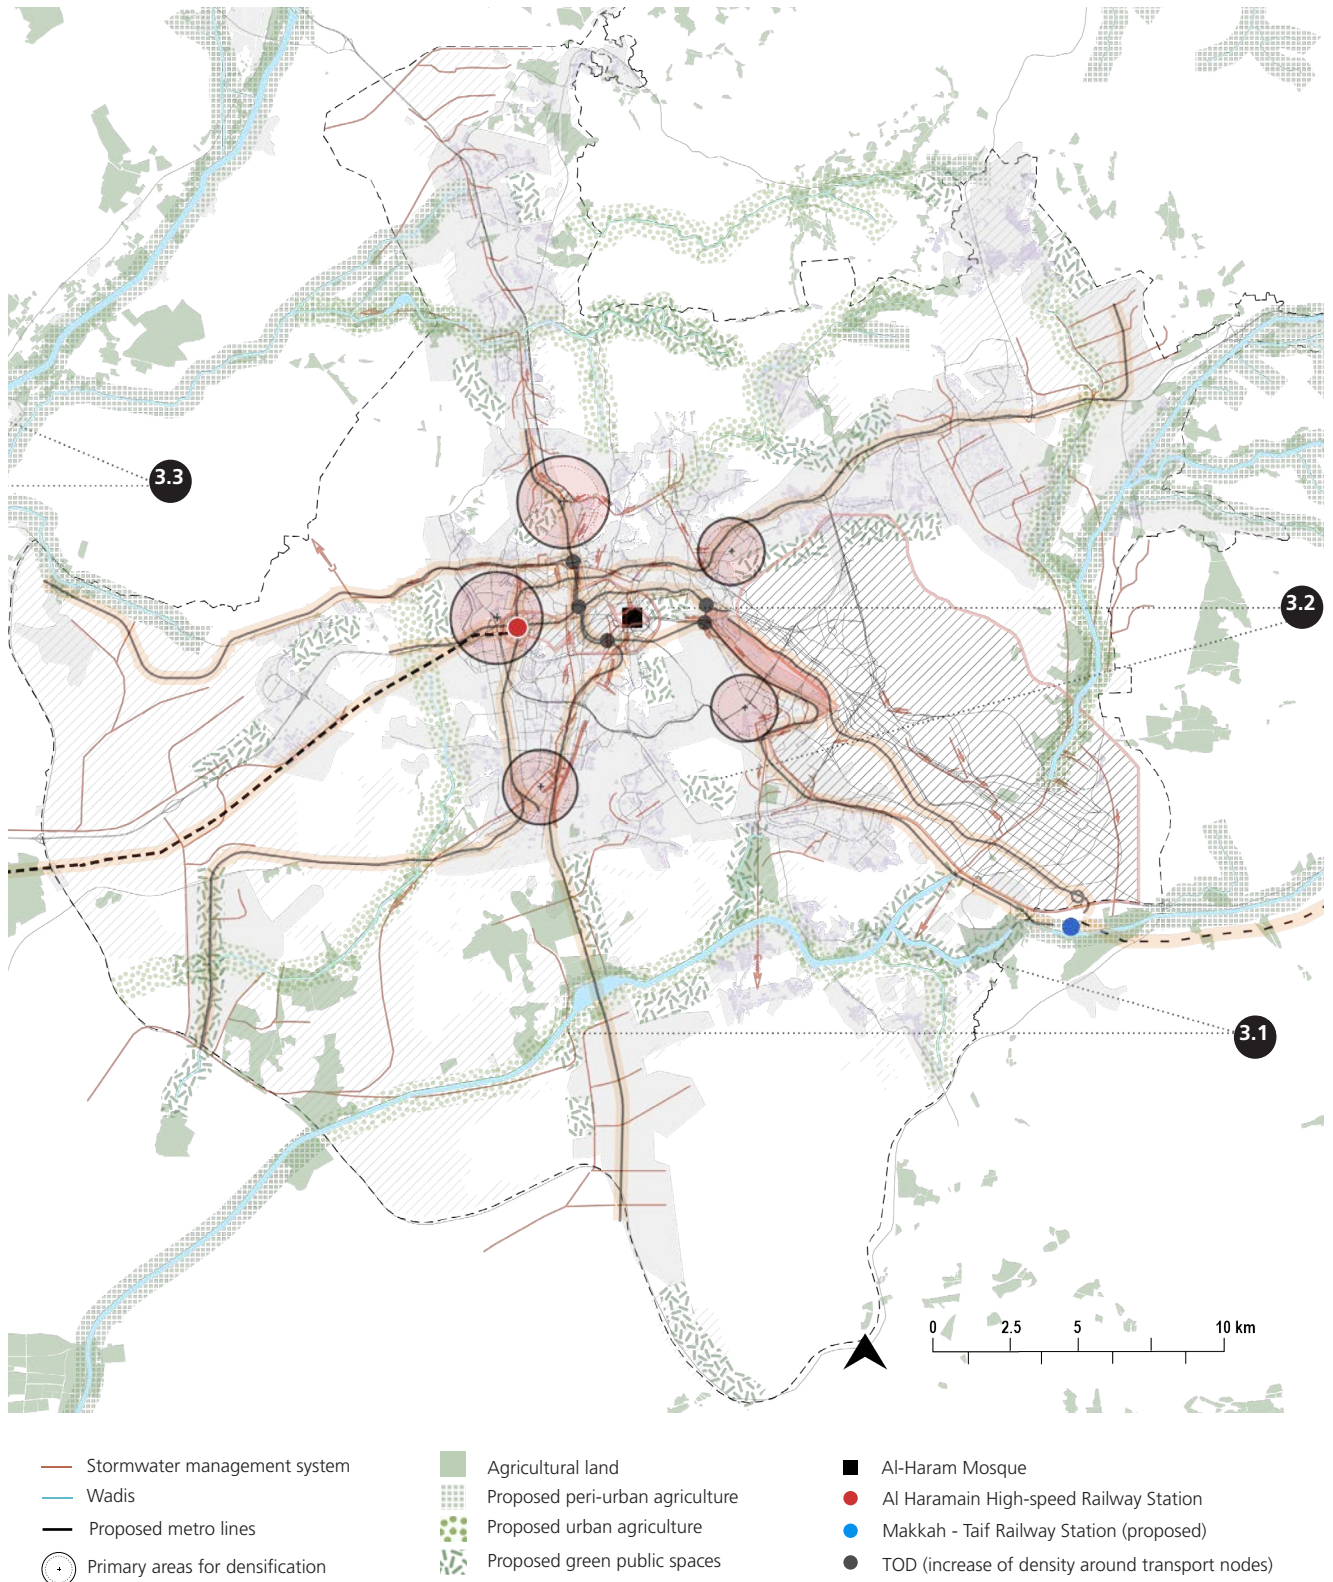 3.3
3.2
3.1
0 2.5 5 10 km
Stormwater management system
Wadis
Proposed metro lines
Primary areas for densification
Agricultural land
Proposed peri-urban agriculture
Proposed urban agriculture
Proposed green public spaces
Al-Haram Mosque
Al Haramain High-speed Railway Station
Makkah - Taif Railway Station (proposed)
TOD (increase of density around transport nodes)